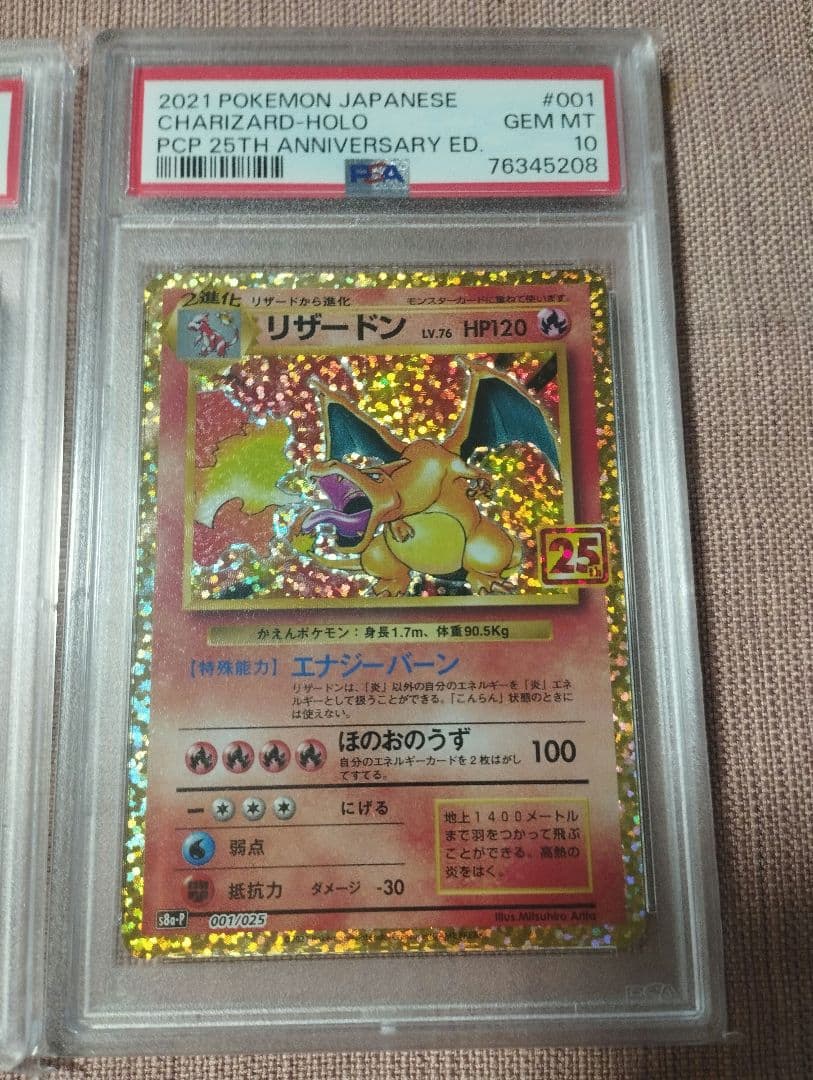 2021 POKEMON JAPANESE #001
CHARIZARD-HOLO GEM MT
PCP 25TH ANNIVERSARY ED. 10
PSA 76345208
2進化 リザードから進化 モンスターカードに重ねて使います
リザードン LV.76 HP120
25th
かえんポケモン：身長1.7m、体重90.5Kg
【特殊能力】エナジーバーン
リザードンは、「炎」以外の自分のエネルギーを「炎」エネ
ルギーとして扱うことができる。「こんらん」状態のときに
は使えない。
ほのおのうず 100
自分のエネルギーカードを２枚はがし
てすてる。
にげる
弱点
抵抗力 ダメージ -30
地上１４００メートル
まで羽をつかって飛ぶ
ことができる。高熱の
炎をはく。
s8a-P 001/025 Illus.Mitsuhiro Arita
PSA